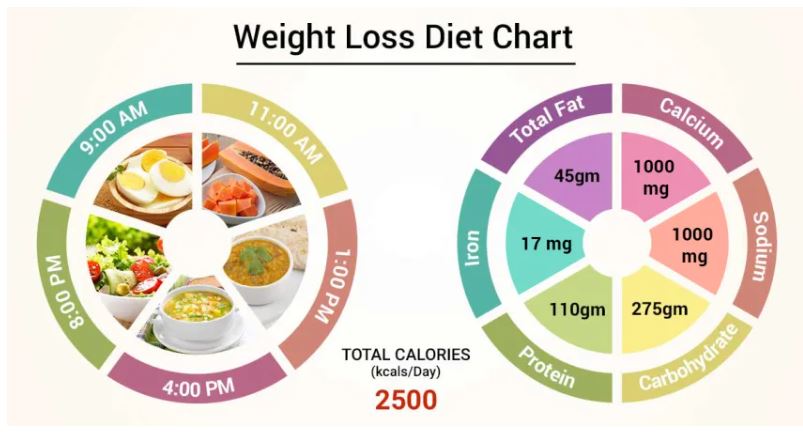 Weight Loss Diet Chart
9:00 AM
11:00 AM
1:00 PM
4:00 PM
8:00 PM
TOTAL CALORIES
(kcals/Day)
2500
Total Fat
45gm
Calcium
1000
mg
Sodium
1000
mg
Carbohydrate
275gm
Protein
110gm
Iron
17 mg